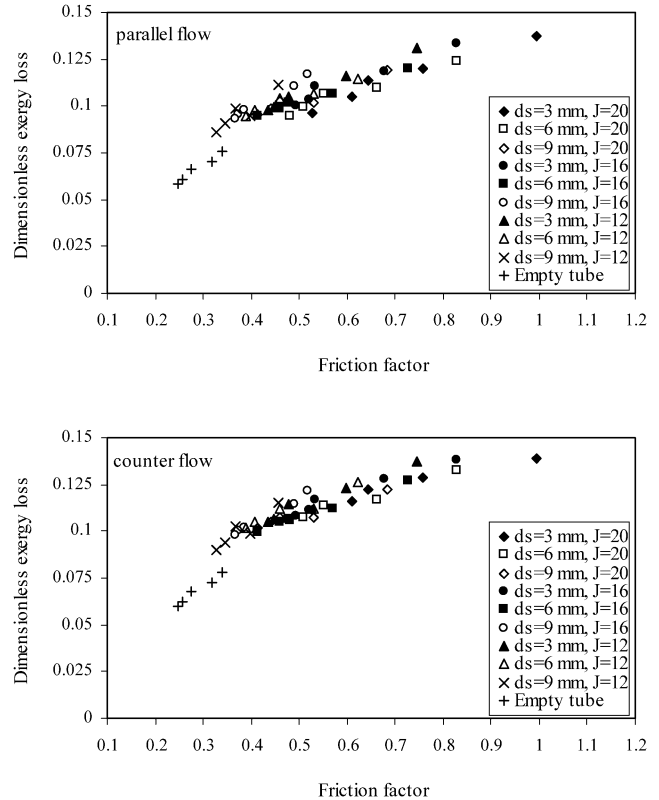 parallel flow
Dimensionless exergy loss
0.15
0.125
0.1
0.075
0.05
0.025
0
ds=3 mm, J=20
ds=6 mm, J=20
ds=9 mm, J=20
ds=3 mm, J=16
ds=6 mm, J=16
ds=9 mm, J=16
ds=3 mm, J=12
ds=6 mm, J=12
ds=9 mm, J=12
Empty tube
0.1 0.2 0.3 0.4 0.5 0.6 0.7 0.8 0.9 1 1.1 1.2
Friction factor
counter flow
Dimensionless exergy loss
0.15
0.125
0.1
0.075
0.05
0.025
0
ds=3 mm, J=20
ds=6 mm, J=20
ds=9 mm, J=20
ds=3 mm, J=16
ds=6 mm, J=16
ds=9 mm, J=16
ds=3 mm, J=12
ds=6 mm, J=12
ds=9 mm, J=12
Empty tube
0.1 0.2 0.3 0.4 0.5 0.6 0.7 0.8 0.9 1 1.1 1.2
Friction factor